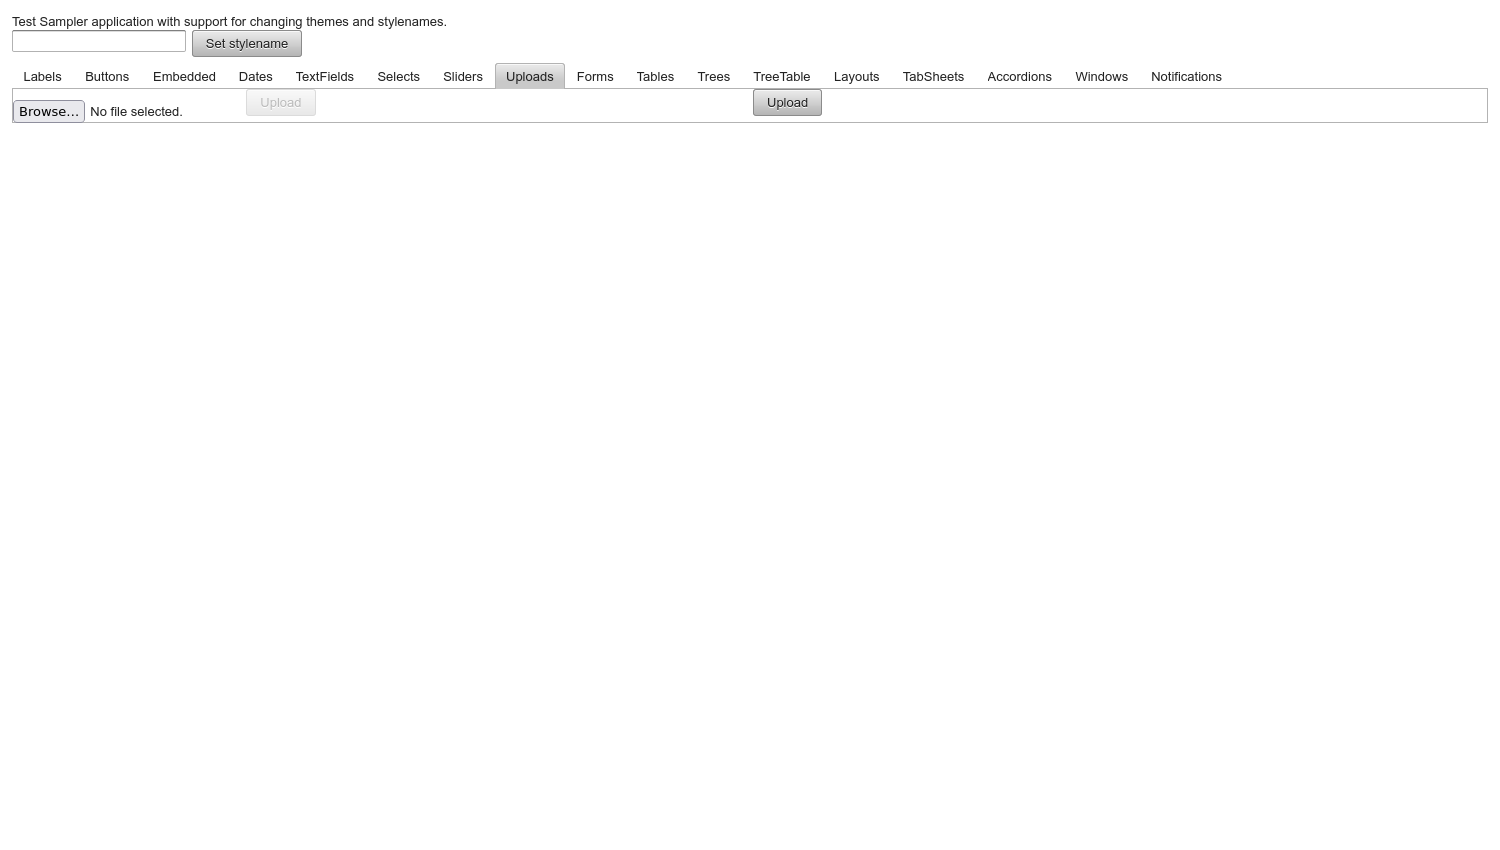 Test Sampler application with support for changing themes and stylenames.
Set stylename
Labels Buttons Embedded Dates TextFields Selects Sliders Uploads Forms Tables Trees TreeTable Layouts TabSheets Accordions Windows Notifications
Browse... No file selected. Upload Upload